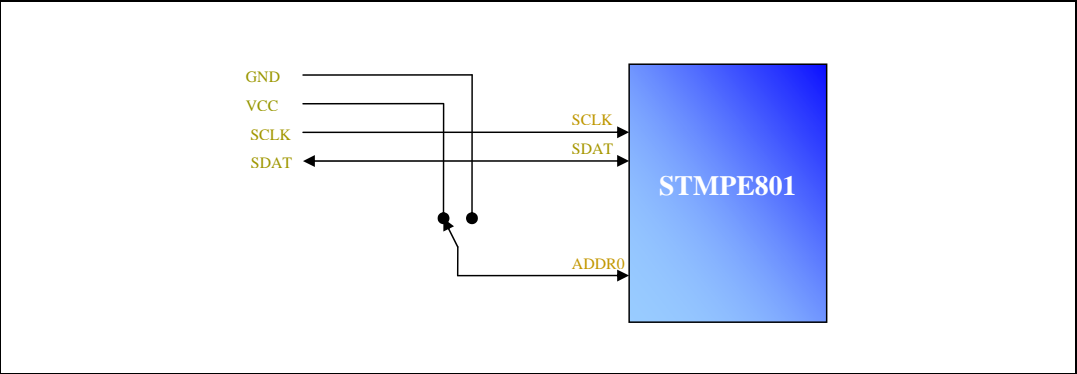 GND
VCC
SCLK
SDAT
SCLK
SDAT
STMPE801
ADDR0